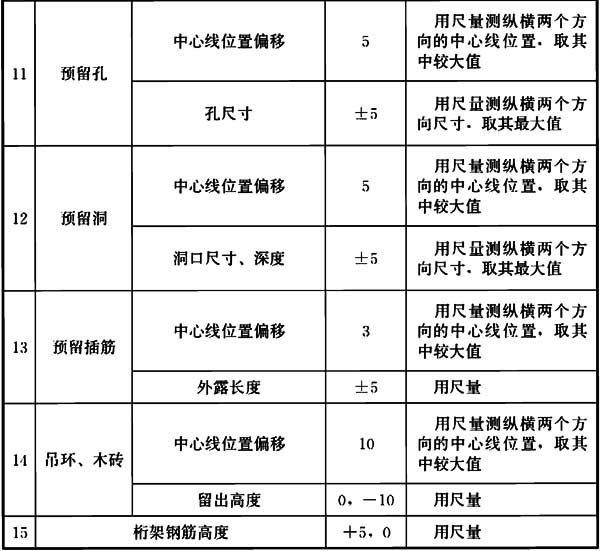 11
预留孔
中心线位置偏移
5
用尺量测纵横两个方
向的中心线位置，取其
中较大值
孔尺寸
±5
用尺量测纵横两个方
向尺寸，取其最大值
12
预留洞
中心线位置偏移
5
用尺量测纵横两个方
向的中心线位置，取其
中较大值
洞口尺寸、深度
±5
用尺量测纵横两个方
向尺寸，取其最大值
13
预留插筋
中心线位置偏移
3
用尺量测纵横两个方
向的中心线位置，取其
中较大值
外露长度
±5
用尺量
14
吊环、木砖
中心线位置偏移
10
用尺量测纵横两个方
向的中心线位置，取其
中较大值
留出高度
0，－10
用尺量
15
桁架钢筋高度
＋5，0
用尺量